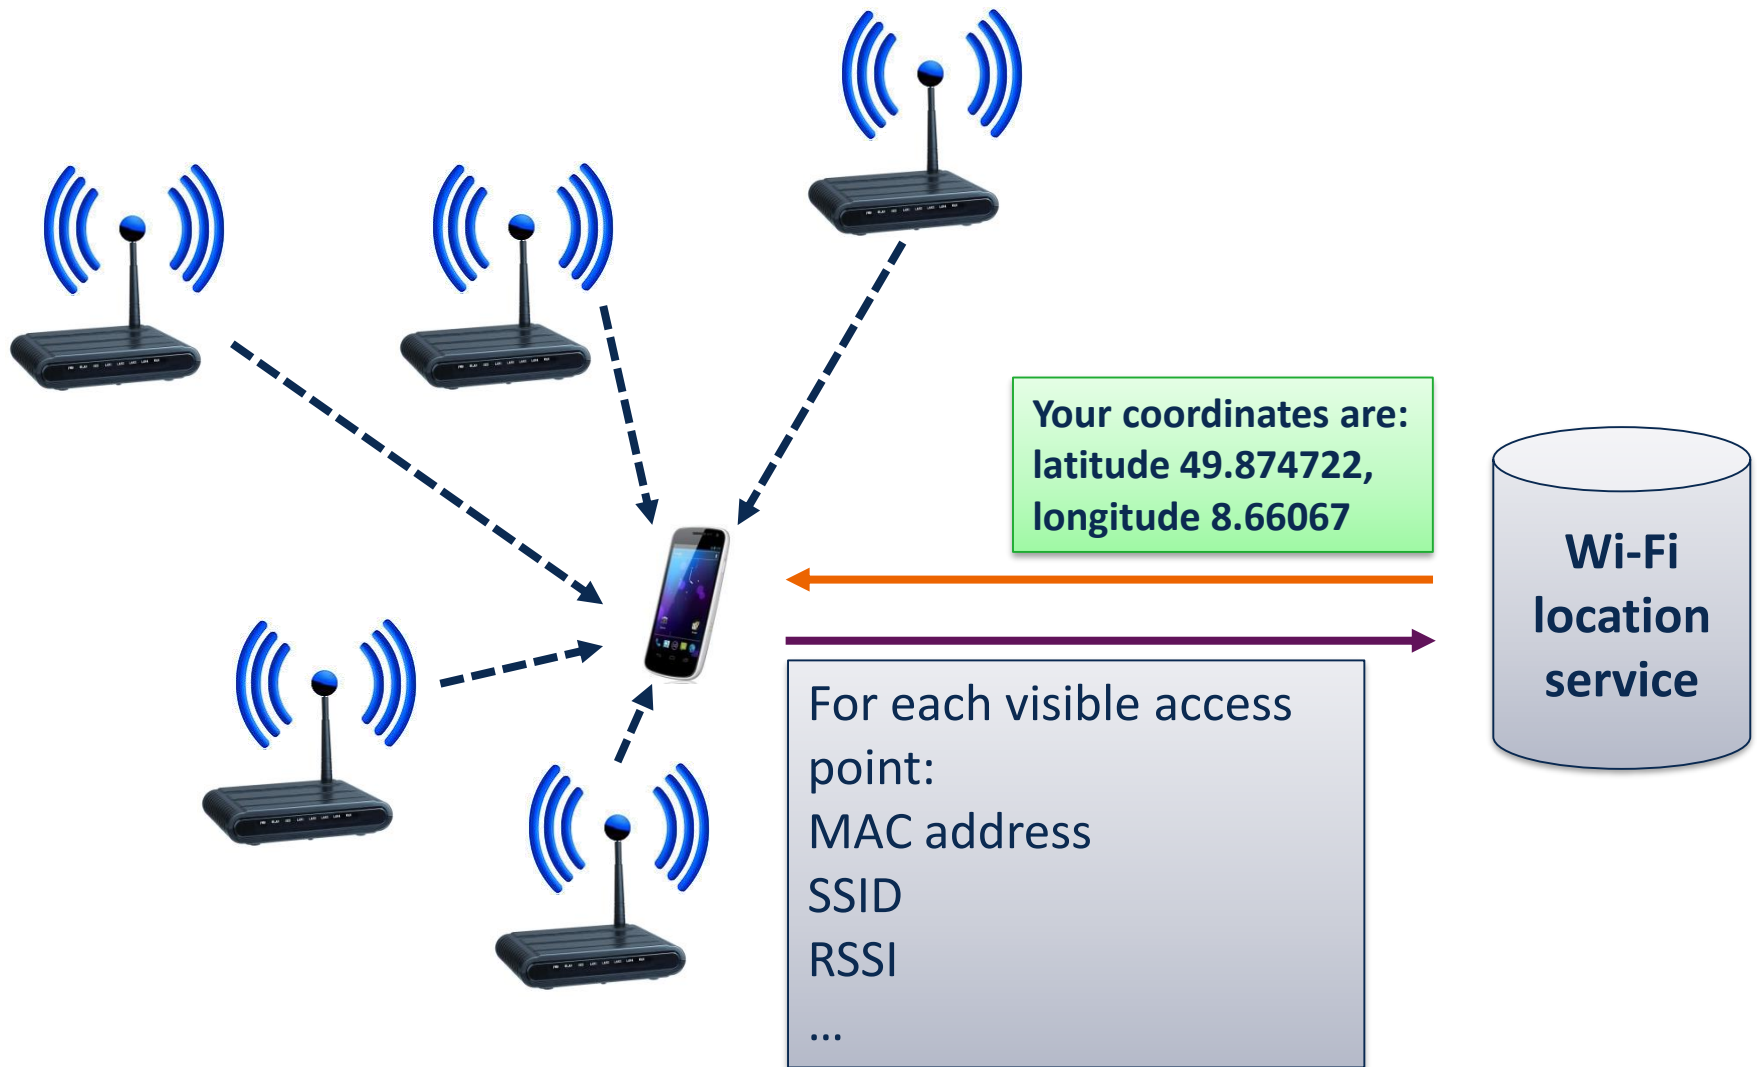 Your coordinates are:
latitude 49.874722,
longitude 8.66067
Wi-Fi
location
service
For each visible access
point:
MAC address
SSID
RSSI
...